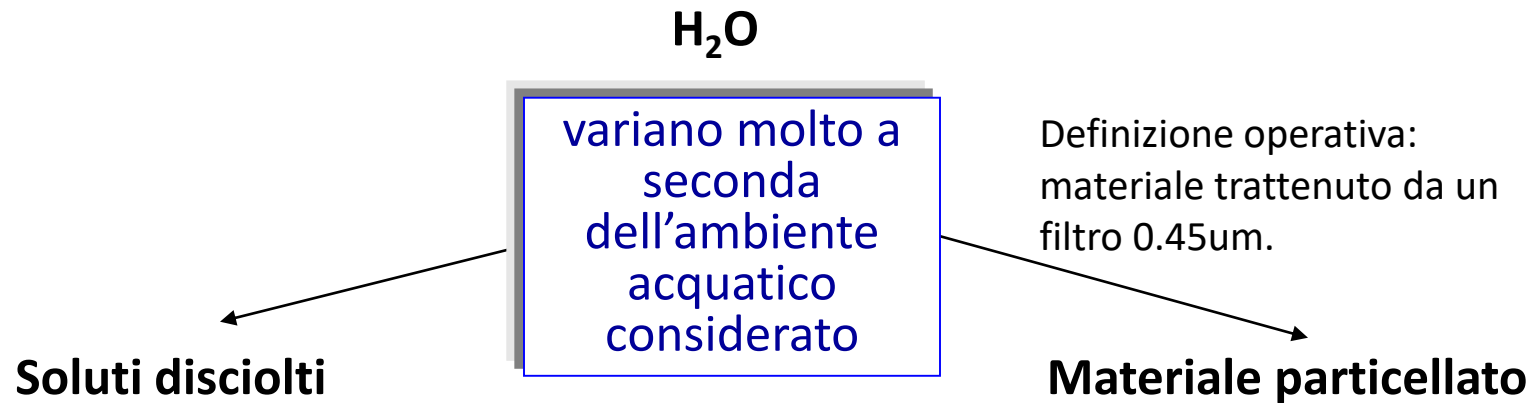 H₂O
variano molto a
seconda
dell’ambiente
acquatico
considerato
Definizione operativa:
materiale trattenuto da un
filtro 0.45um.
Soluti disciolti
Materiale particellato